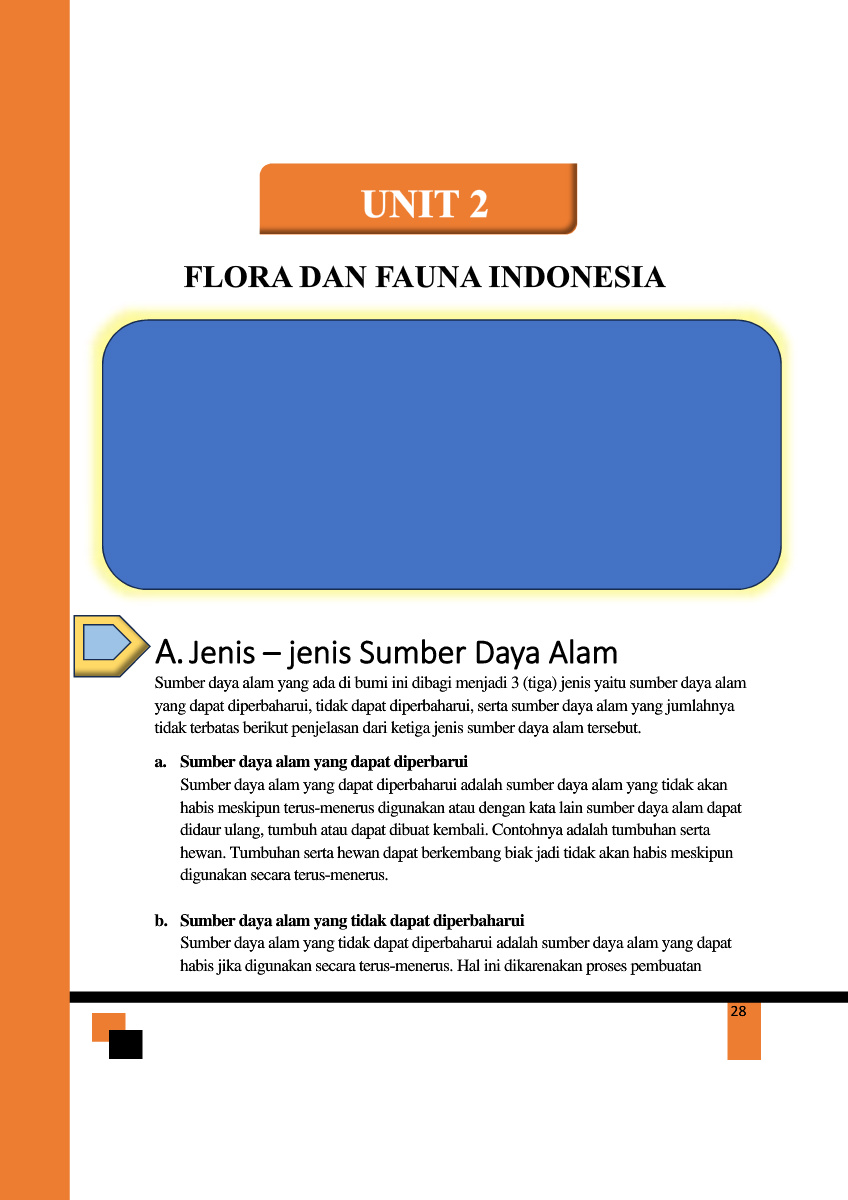 UNIT 2
FLORA DAN FAUNA INDONESIA
A. Jenis – jenis Sumber Daya Alam
Sumber daya alam yang ada di bumi ini dibagi menjadi 3 (tiga) jenis yaitu sumber daya alam
yang dapat diperbaharui, tidak dapat diperbaharui, serta sumber daya alam yang jumlahnya
tidak terbatas berikut penjelasan dari ketiga jenis sumber daya alam tersebut.
a. Sumber daya alam yang dapat diperbarui
Sumber daya alam yang dapat diperbaharui adalah sumber daya alam yang tidak akan
habis meskipun terus-menerus digunakan atau dengan kata lain sumber daya alam dapat
didaur ulang, tumbuh atau dapat dibuat kembali. Contohnya adalah tumbuhan serta
hewan. Tumbuhan serta hewan dapat berkembang biak jadi tidak akan habis meskipun
digunakan secara terus-menerus.
b. Sumber daya alam yang tidak dapat diperbaharui
Sumber daya alam yang tidak dapat diperbaharui adalah sumber daya alam yang dapat
habis jika digunakan secara terus-menerus. Hal ini dikarenakan proses pembuatan
28